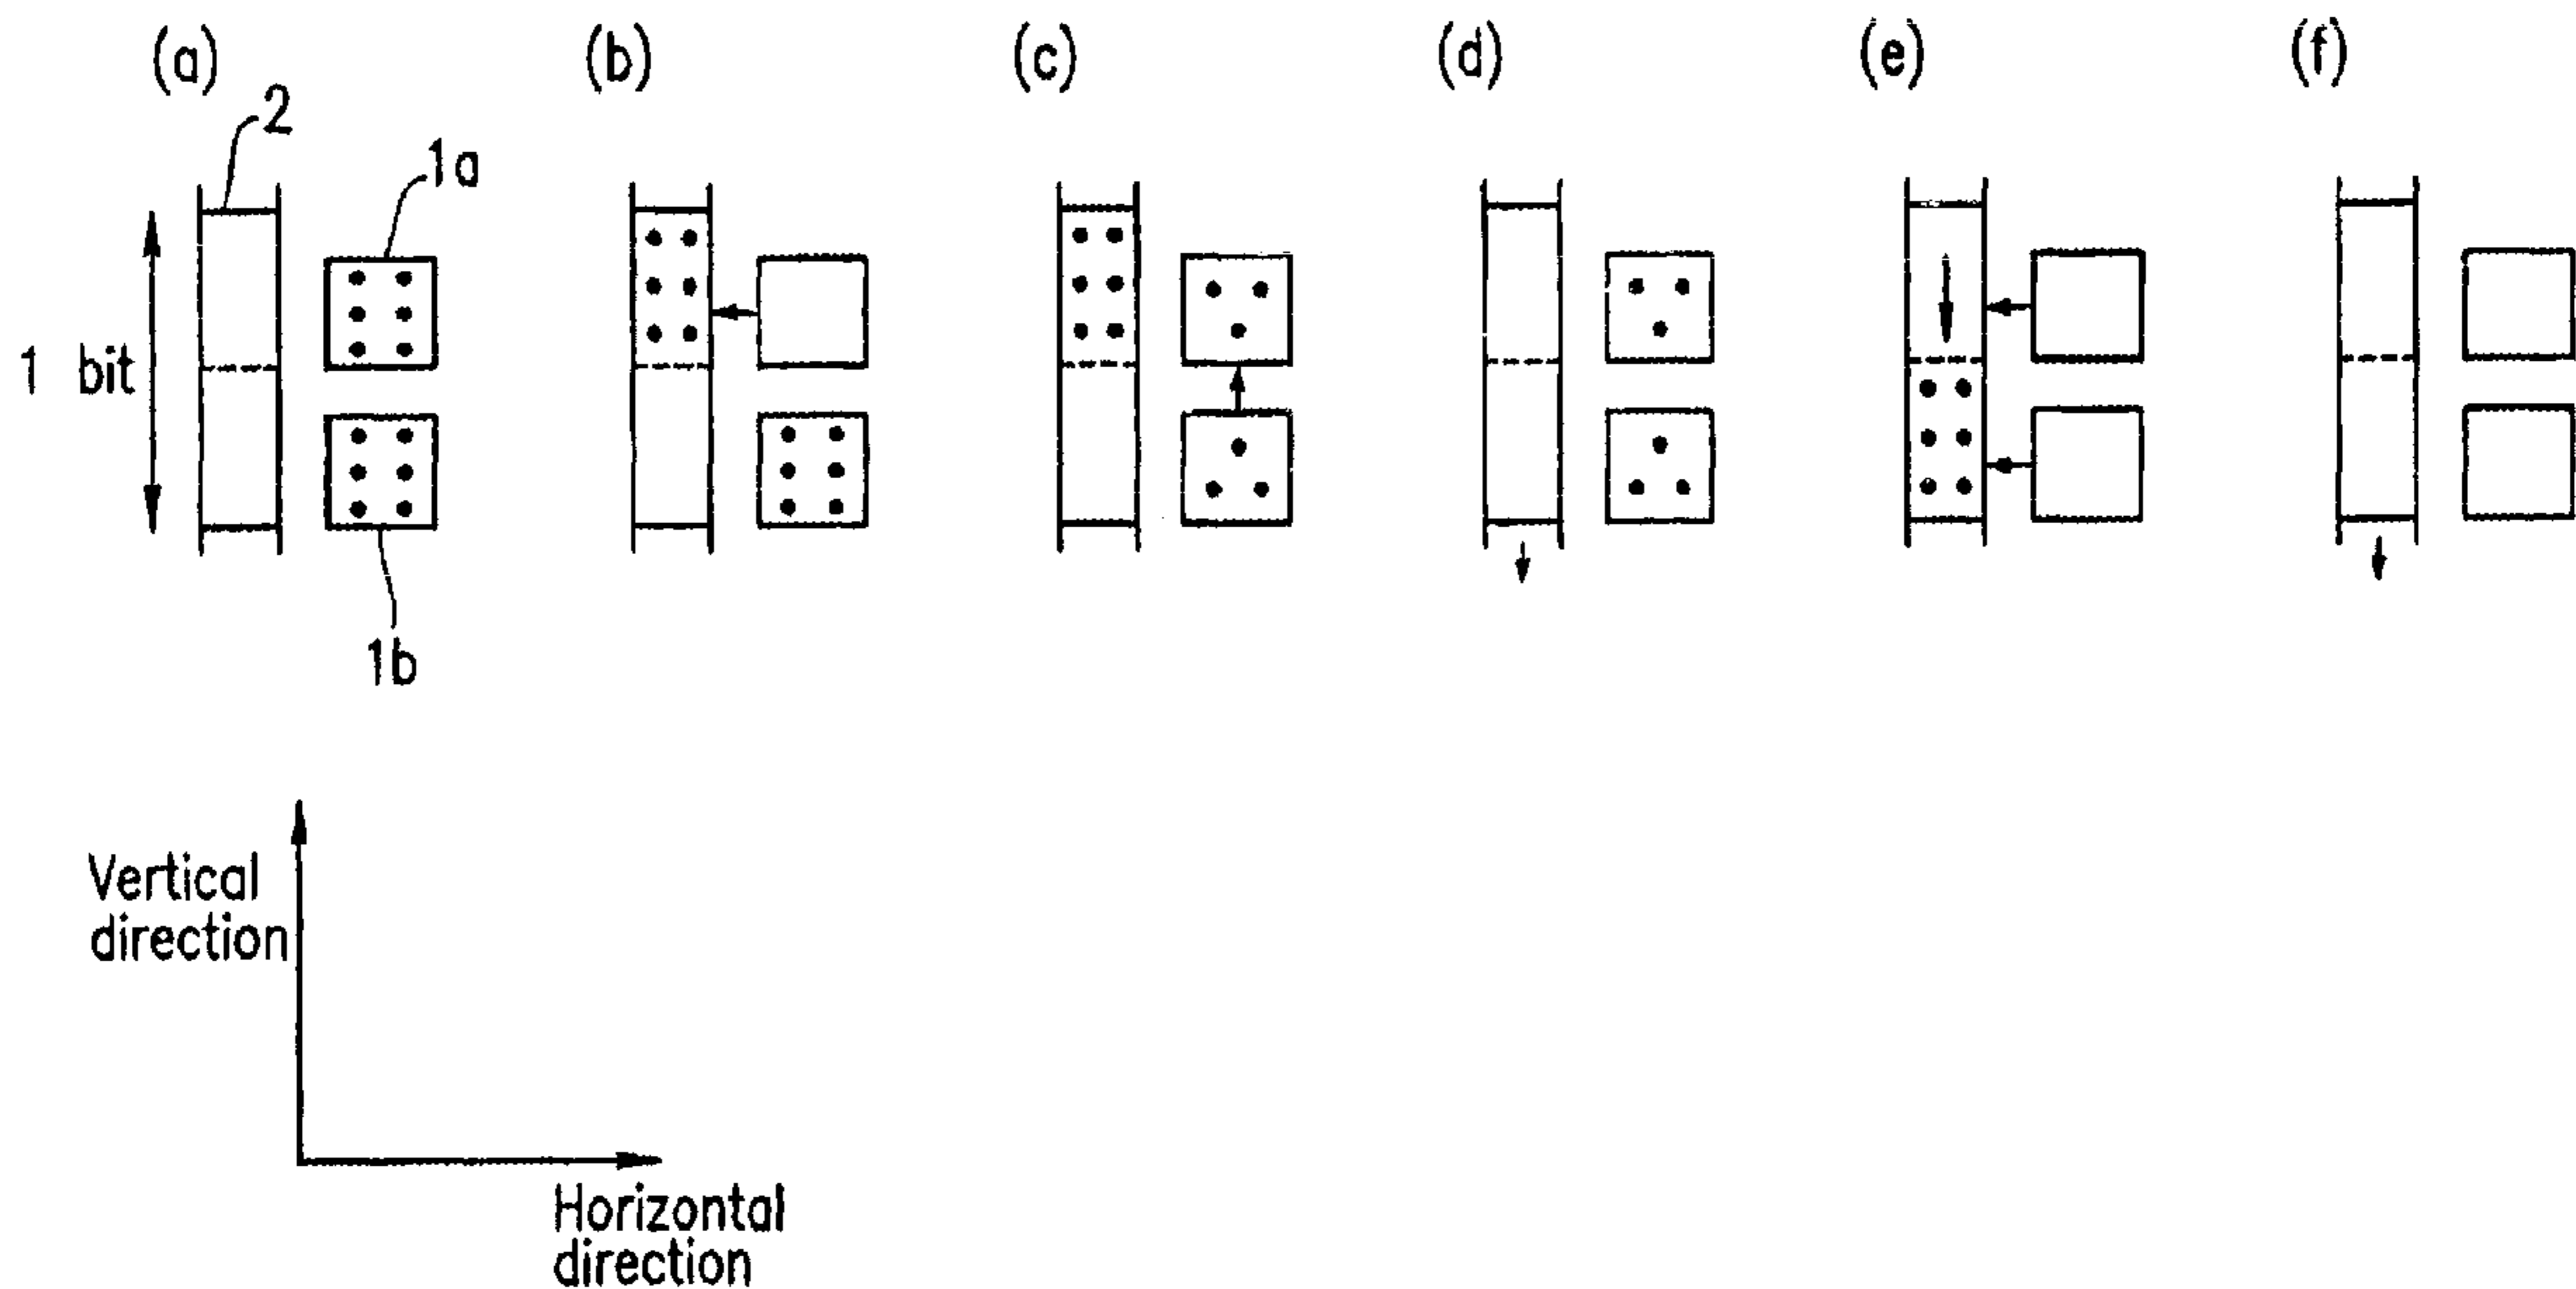 (a)
(b)
(c)
(d)
(e)
(f)
2
1a
1 bit
1b
Vertical
direction
Horizontal
direction